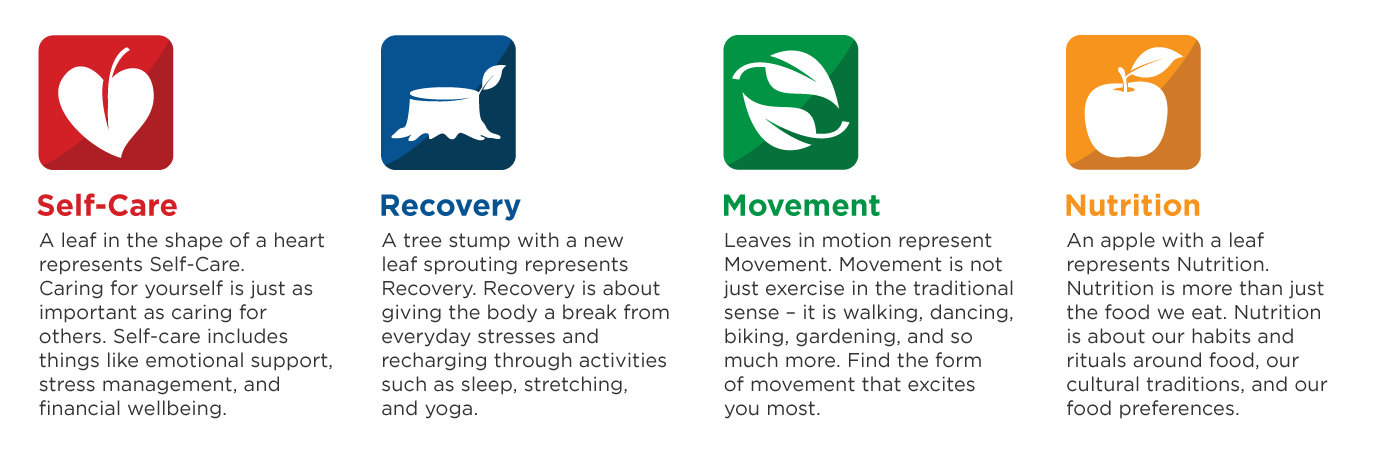 Self-Care
A leaf in the shape of a heart
represents Self-Care.
Caring for yourself is just as
important as caring for
others. Self-care includes
things like emotional support,
stress management, and
financial wellbeing.
Recovery
A tree stump with a new
leaf sprouting represents
Recovery. Recovery is about
giving the body a break from
everyday stresses and
recharging through activities
such as sleep, stretching,
and yoga.
Movement
Leaves in motion represent
Movement. Movement is not
just exercise in the traditional
sense – it is walking, dancing,
biking, gardening, and so
much more. Find the form
of movement that excites
you most.
Nutrition
An apple with a leaf
represents Nutrition.
Nutrition is more than just
the food we eat. Nutrition
is about our habits and
rituals around food, our
cultural traditions, and our
food preferences.